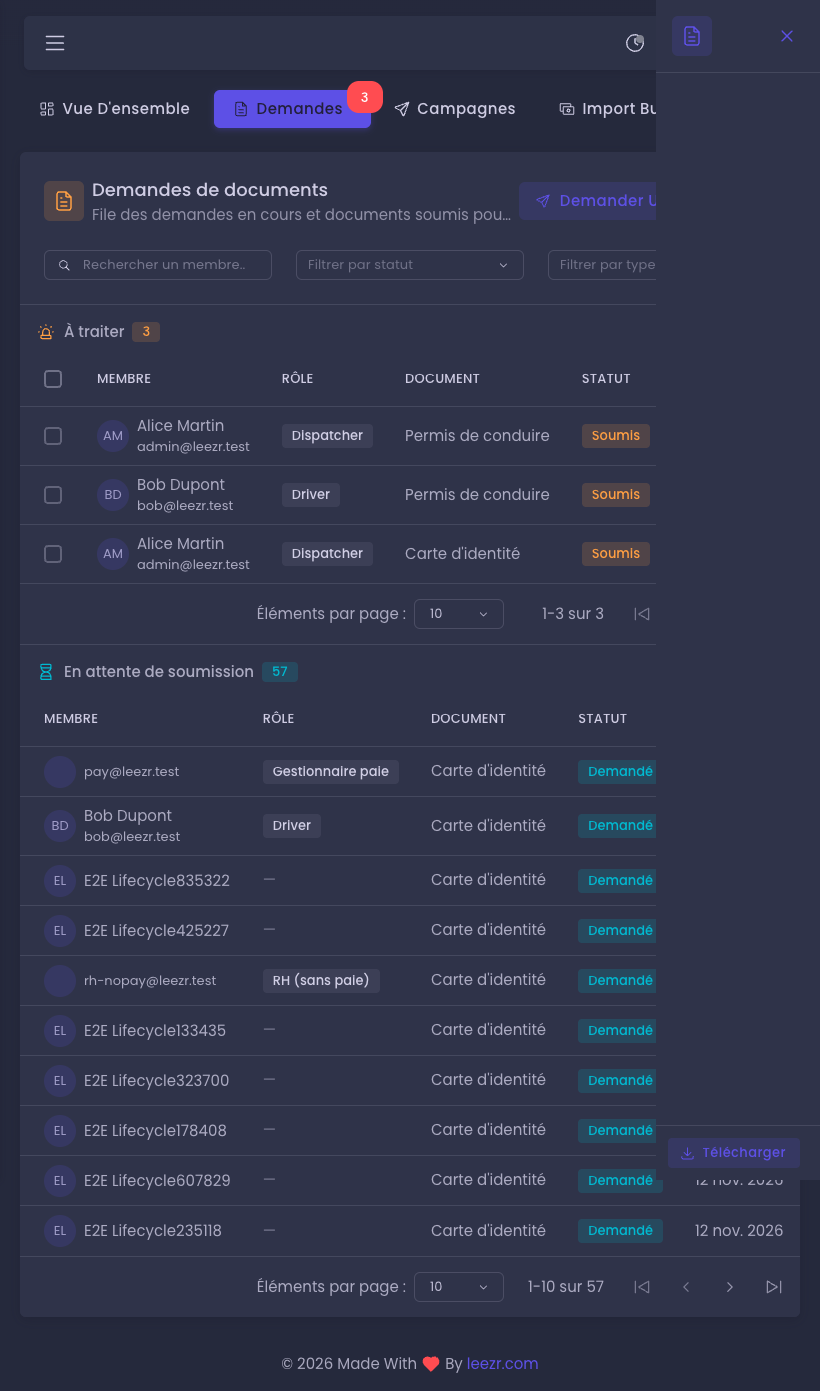 Vue D'ensemble
Demandes
3
Campagnes
Import Bu
Demandes de documents
File des demandes en cours et documents soumis pou…
Demander U
Rechercher un membre..
Filtrer par statut
Filtrer par type
À traiter 3
MEMBRE RÔLE DOCUMENT STATUT
AM Alice Martin
admin@leezr.test
Dispatcher Permis de conduire Soumis
BD Bob Dupont
bob@leezr.test
Driver Permis de conduire Soumis
AM Alice Martin
admin@leezr.test
Dispatcher Carte d'identité Soumis
Éléments par page : 10 1-3 sur 3
En attente de soumission 57
MEMBRE RÔLE DOCUMENT STATUT
pay@leezr.test Gestionnaire paie Carte d'identité Demandé
BD Bob Dupont
bob@leezr.test
Driver Carte d'identité Demandé
EL E2E Lifecycle835322 — Carte d'identité Demandé
EL E2E Lifecycle425227 — Carte d'identité Demandé
rh-nopay@leezr.test RH (sans paie) Carte d'identité Demandé
EL E2E Lifecycle133435 — Carte d'identité Demandé
EL E2E Lifecycle323700 — Carte d'identité Demandé
EL E2E Lifecycle178408 — Carte d'identité Demandé
Télécharger
EL E2E Lifecycle607829 — Carte d'identité Demandé 12 nov. 2026
EL E2E Lifecycle235118 — Carte d'identité Demandé 12 nov. 2026
Éléments par page : 10 1-10 sur 57
© 2026 Made With By leezr.com